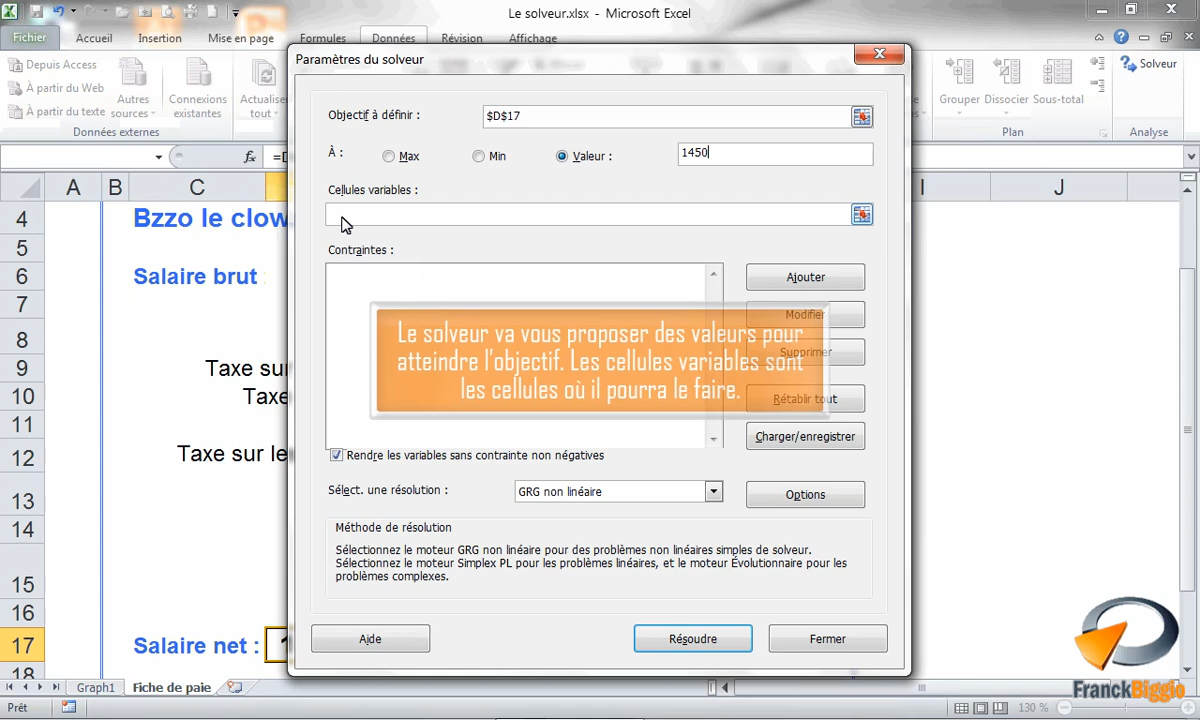 Le solveur.xlsx - Microsoft Excel
Fichier Accueil Insertion Mise en page Formules Données Révision Affichage
Depuis Access
À partir du Web
À partir du texte
Autres sources
Connexions existantes
Actualiser tout
Données externes
Grouper Dissocier Sous-total
Plan
Solveur
Analyse
Paramètres du solveur
Objectif à définir : $D$17
À : Max Min Valeur : 1450
Cellules variables :
Contraintes :
Ajouter
Modifier
Supprimer
Rétablir tout
Charger/enregistrer
Le solveur va vous proposer des valeurs pour
atteindre l'objectif. Les cellules variables sont
les cellules où il pourra le faire.
Rendre les variables sans contrainte non négatives
Sélect. une résolution : GRG non linéaire
Options
Méthode de résolution
Sélectionnez le moteur GRG non linéaire pour des problèmes non linéaires simples de solveur.
Sélectionnez le moteur Simplex PL pour les problèmes linéaires, et le moteur Évolutionnaire pour les
problèmes complexes.
Aide Résoudre Fermer
fx
A B C I J
4 Bzzo le clow
5
6 Salaire brut :
7
8
9 Taxe sur
10 Taxe
11
12 Taxe sur le
13
14
15
16
17 Salaire net : 1
18
Graph1 Fiche de paie
Prêt
130 %
FranckBiggio